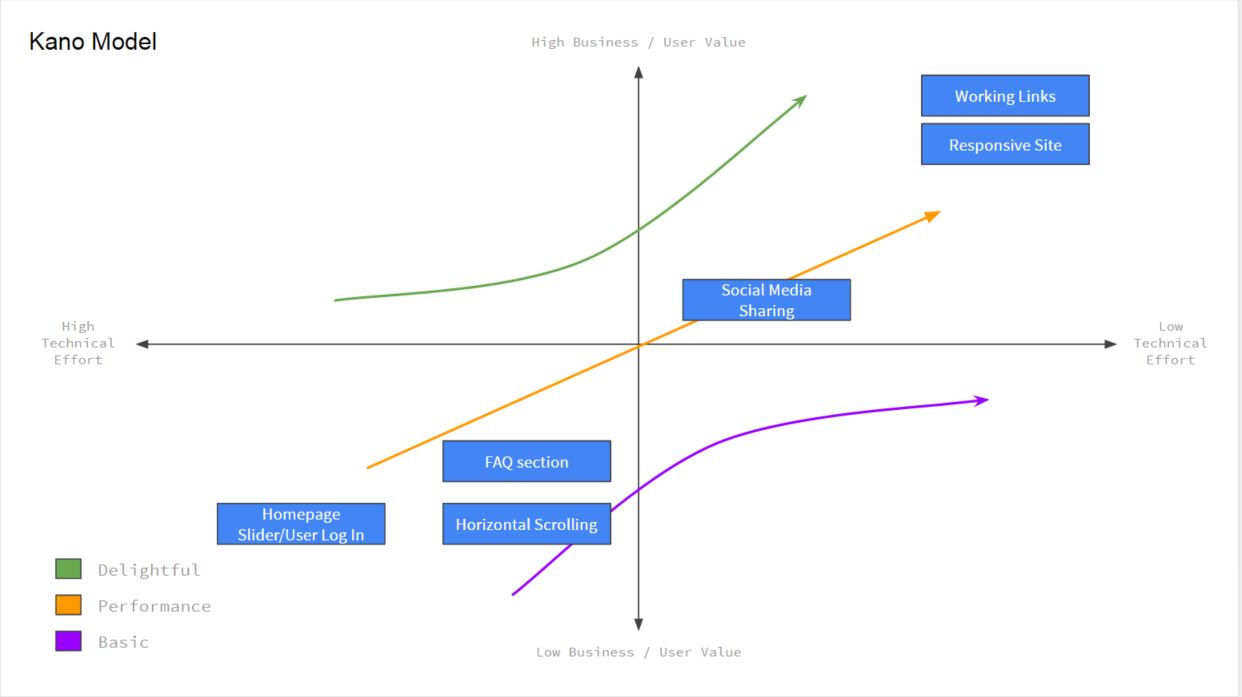 Kano Model
High Business / User Value
Working Links
Responsive Site
Social Media
Sharing
High
Technical
Effort
Low
Technical
Effort
FAQ section
Homepage
Slider/User Log In
Horizontal Scrolling
Delightful
Performance
Basic
Low Business / User Value